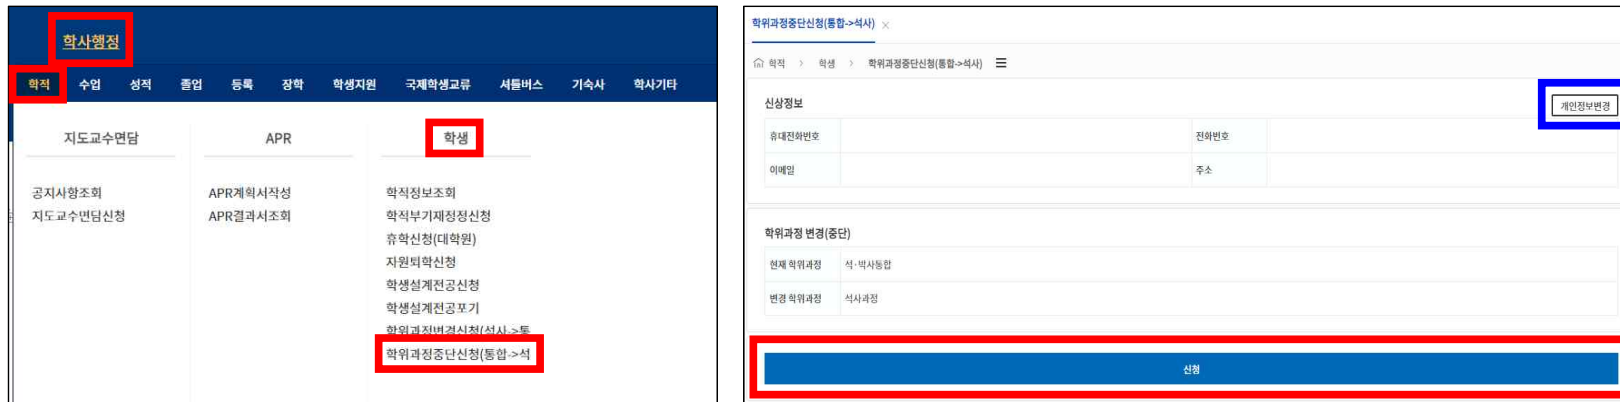 학사행정
학적 수업 성적 졸업 등록 장학 학생지원 국제학생교류 셔틀버스 기숙사 학사기타
지도교수면담 APR 학생
공지사항조회 APR계획서작성 학적정보조회
지도교수면담신청 APR결과서조회 학적부기재정정신청
휴학신청(대학원)
자원퇴학신청
학생설계전공신청
학생설계전공포기
학위과정변경신청(석사->통
학위과정중단신청(통합->석
학위과정중단신청(통합->석사) ×
학적 > 학생 > 학위과정중단신청(통합->석사)
신상정보 개인정보변경
휴대전화번호 전화번호
이메일 주소
학위과정 변경(중단)
현재 학위과정 석·박사통합
변경 학위과정 석사과정
신청